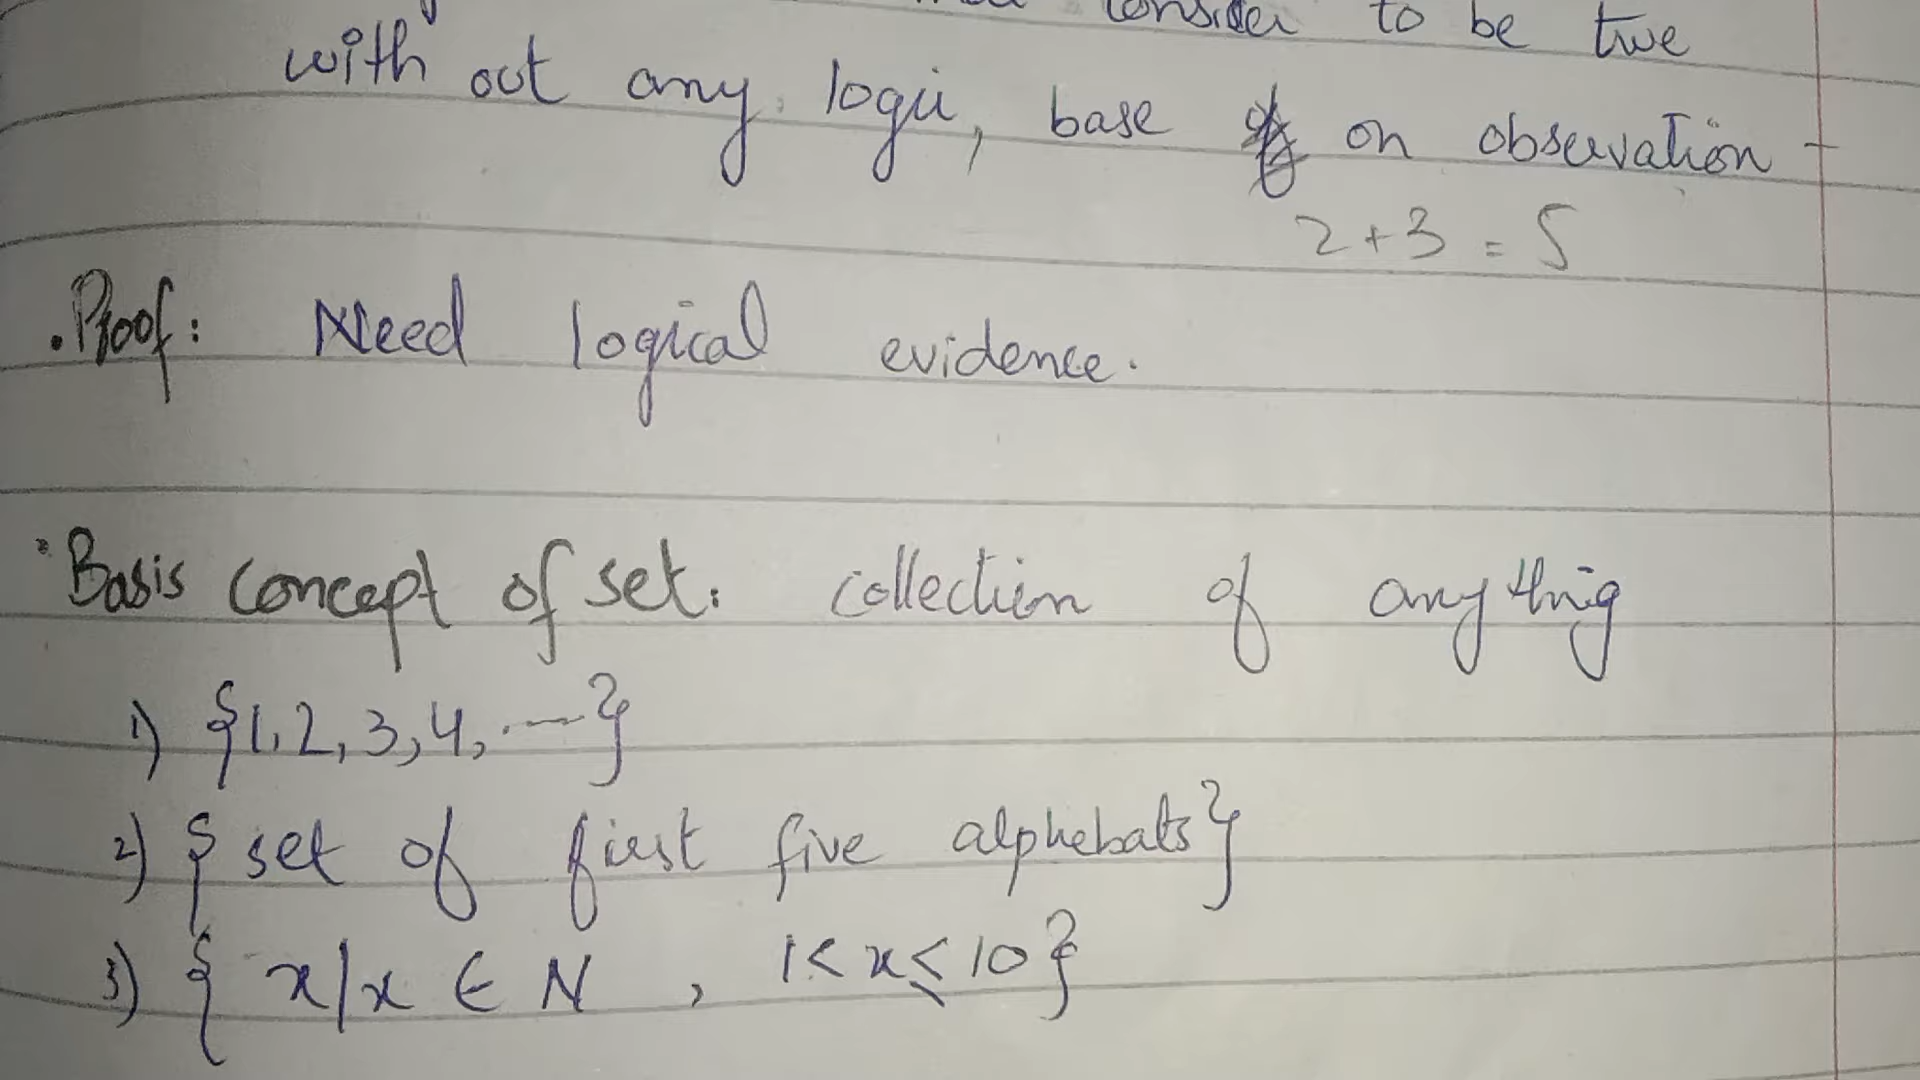 consider to be true
with out any logic, base on observation -
2 + 3 = 5
• Proof: Need logical evidence.
• Basis concept of set: collection of any thing
1) {1, 2, 3, 4, ---}
2) { set of first five alphebats}
3) { x/x ∈ N , 1 < x ≤ 10}